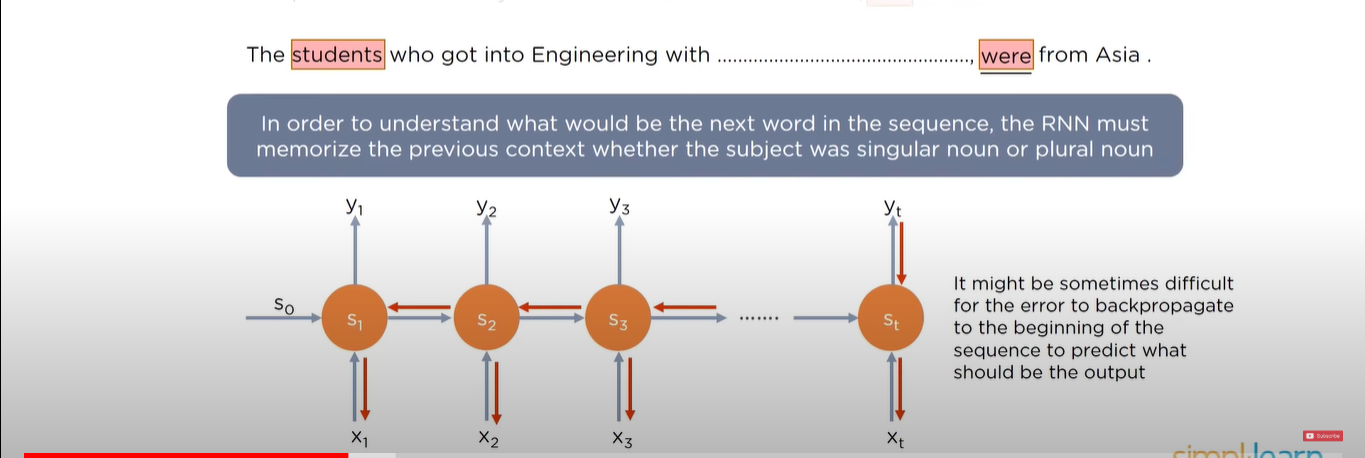 The students who got into Engineering with ................................................, were from Asia .
In order to understand what would be the next word in the sequence, the RNN must
memorize the previous context whether the subject was singular noun or plural noun
y1 y2 y3 yt
s0 s1 s2 s3 ....... st
x1 x2 x3 xt
It might be sometimes difficult
for the error to backpropagate
to the beginning of the
sequence to predict what
should be the output
Subscribe
simplilearn